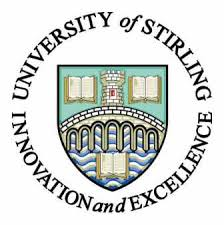 UNIVERSITY of STIRLING
INNOVATION and EXCELLENCE